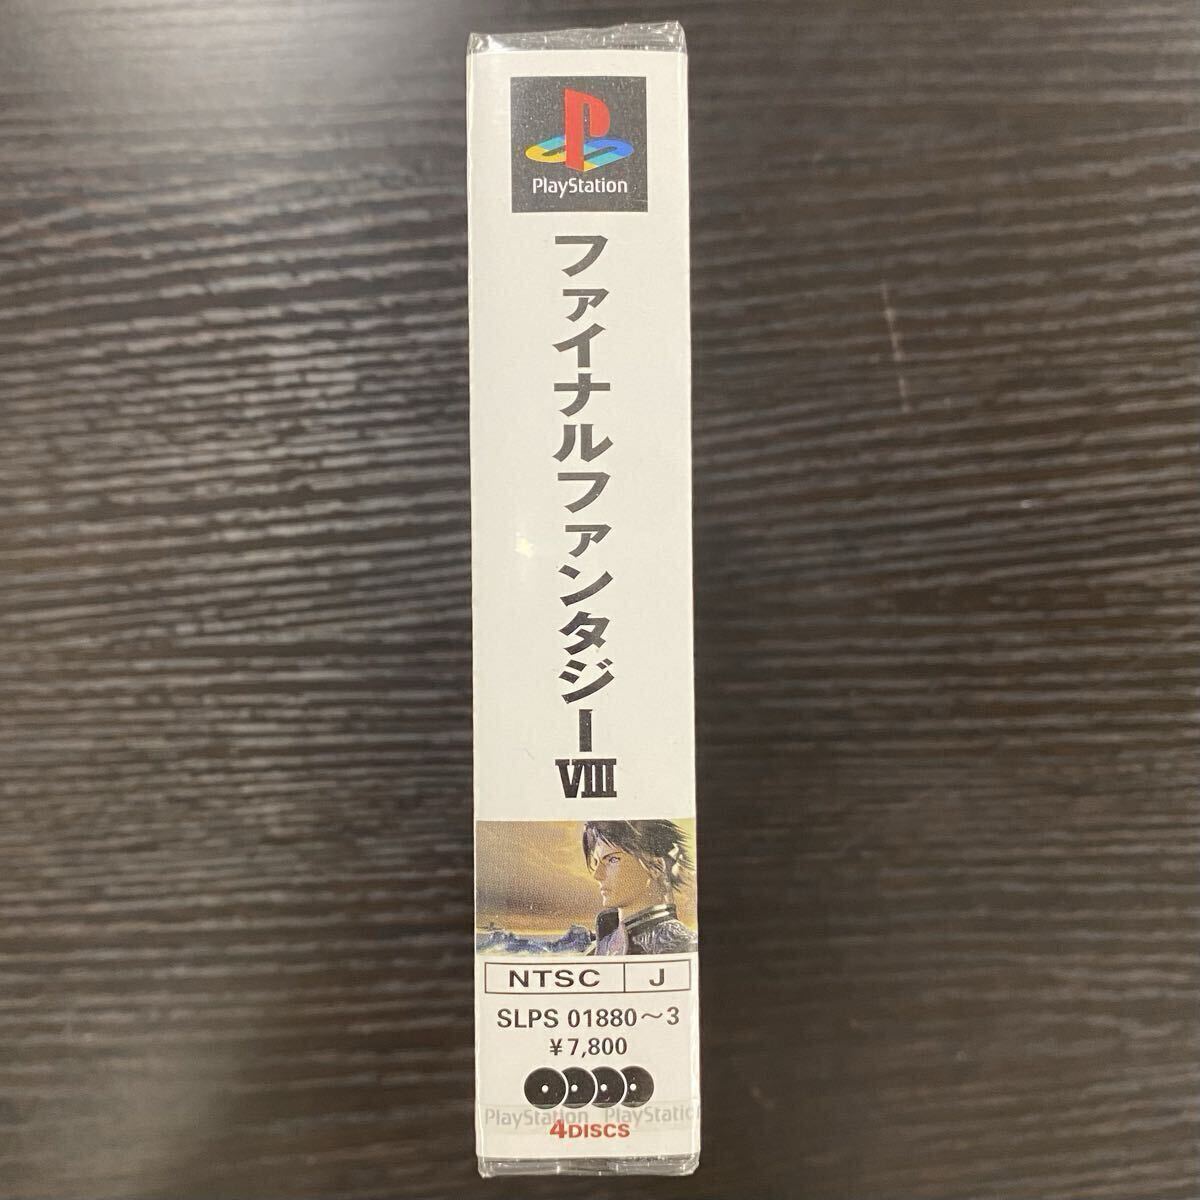 PlayStation
ファイナルファンタジーVIII
NTSC J
SLPS 01880～3
￥7,800
PlayStation PlayStatio
4DISCS